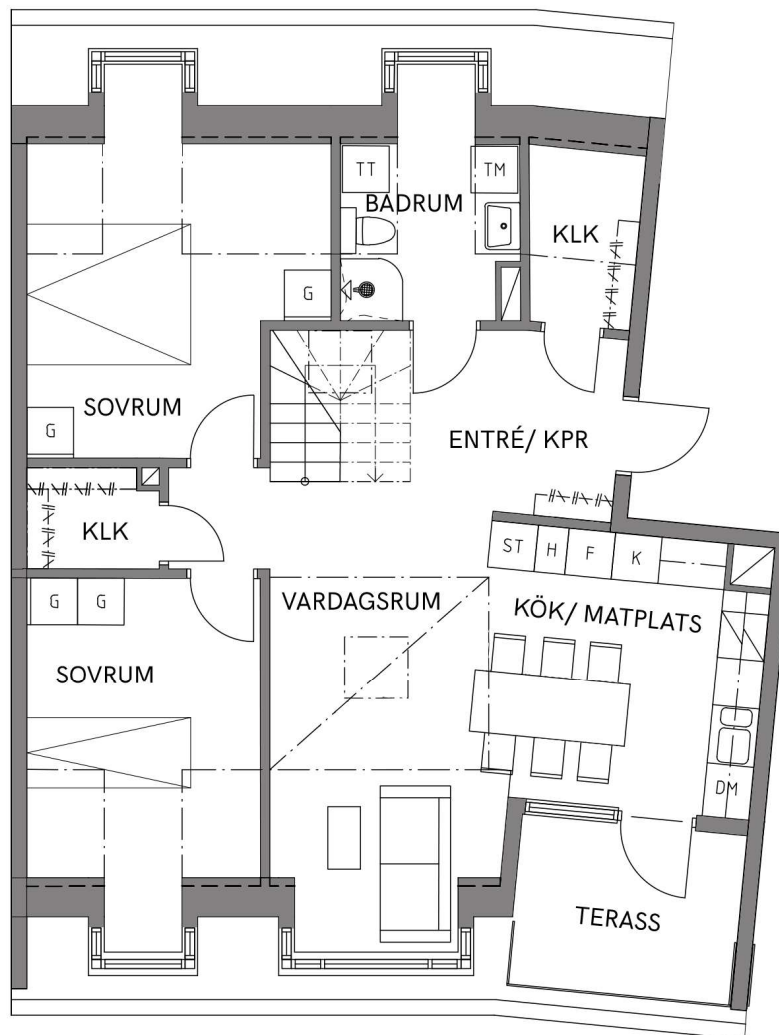 TT
TM
BADRUM
KLK
G
SOVRUM
G
ENTRÉ/ KPR
KLK
ST
H
F
K
G
G
VARDAGSRUM
KÖK/ MATPLATS
SOVRUM
DM
TERASS